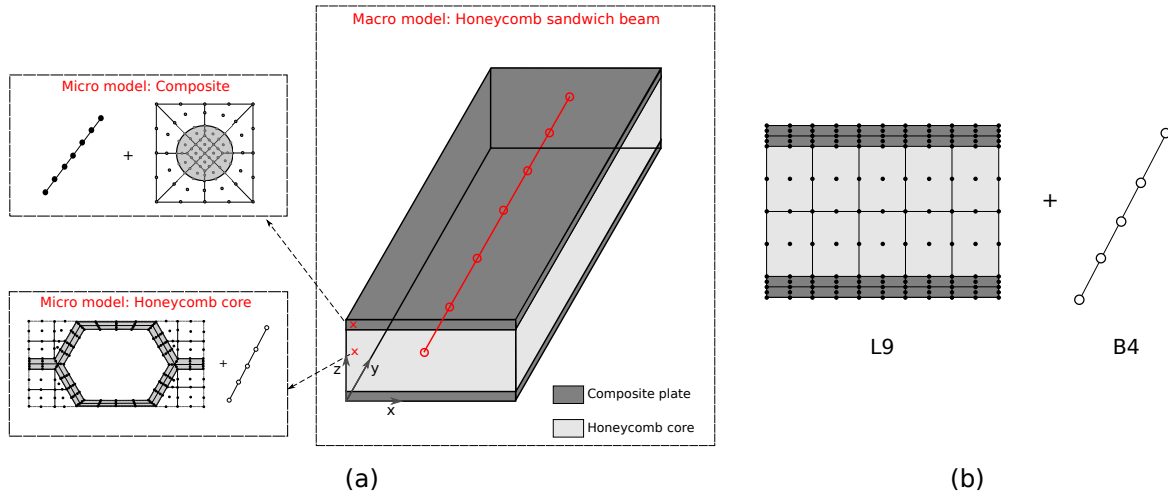 Macro model: Honeycomb sandwich beam
Micro model: Composite
+
Micro model: Honeycomb core
+
x
x
z
y
x
Composite plate
Honeycomb core
(a)
+
L9
B4
(b)